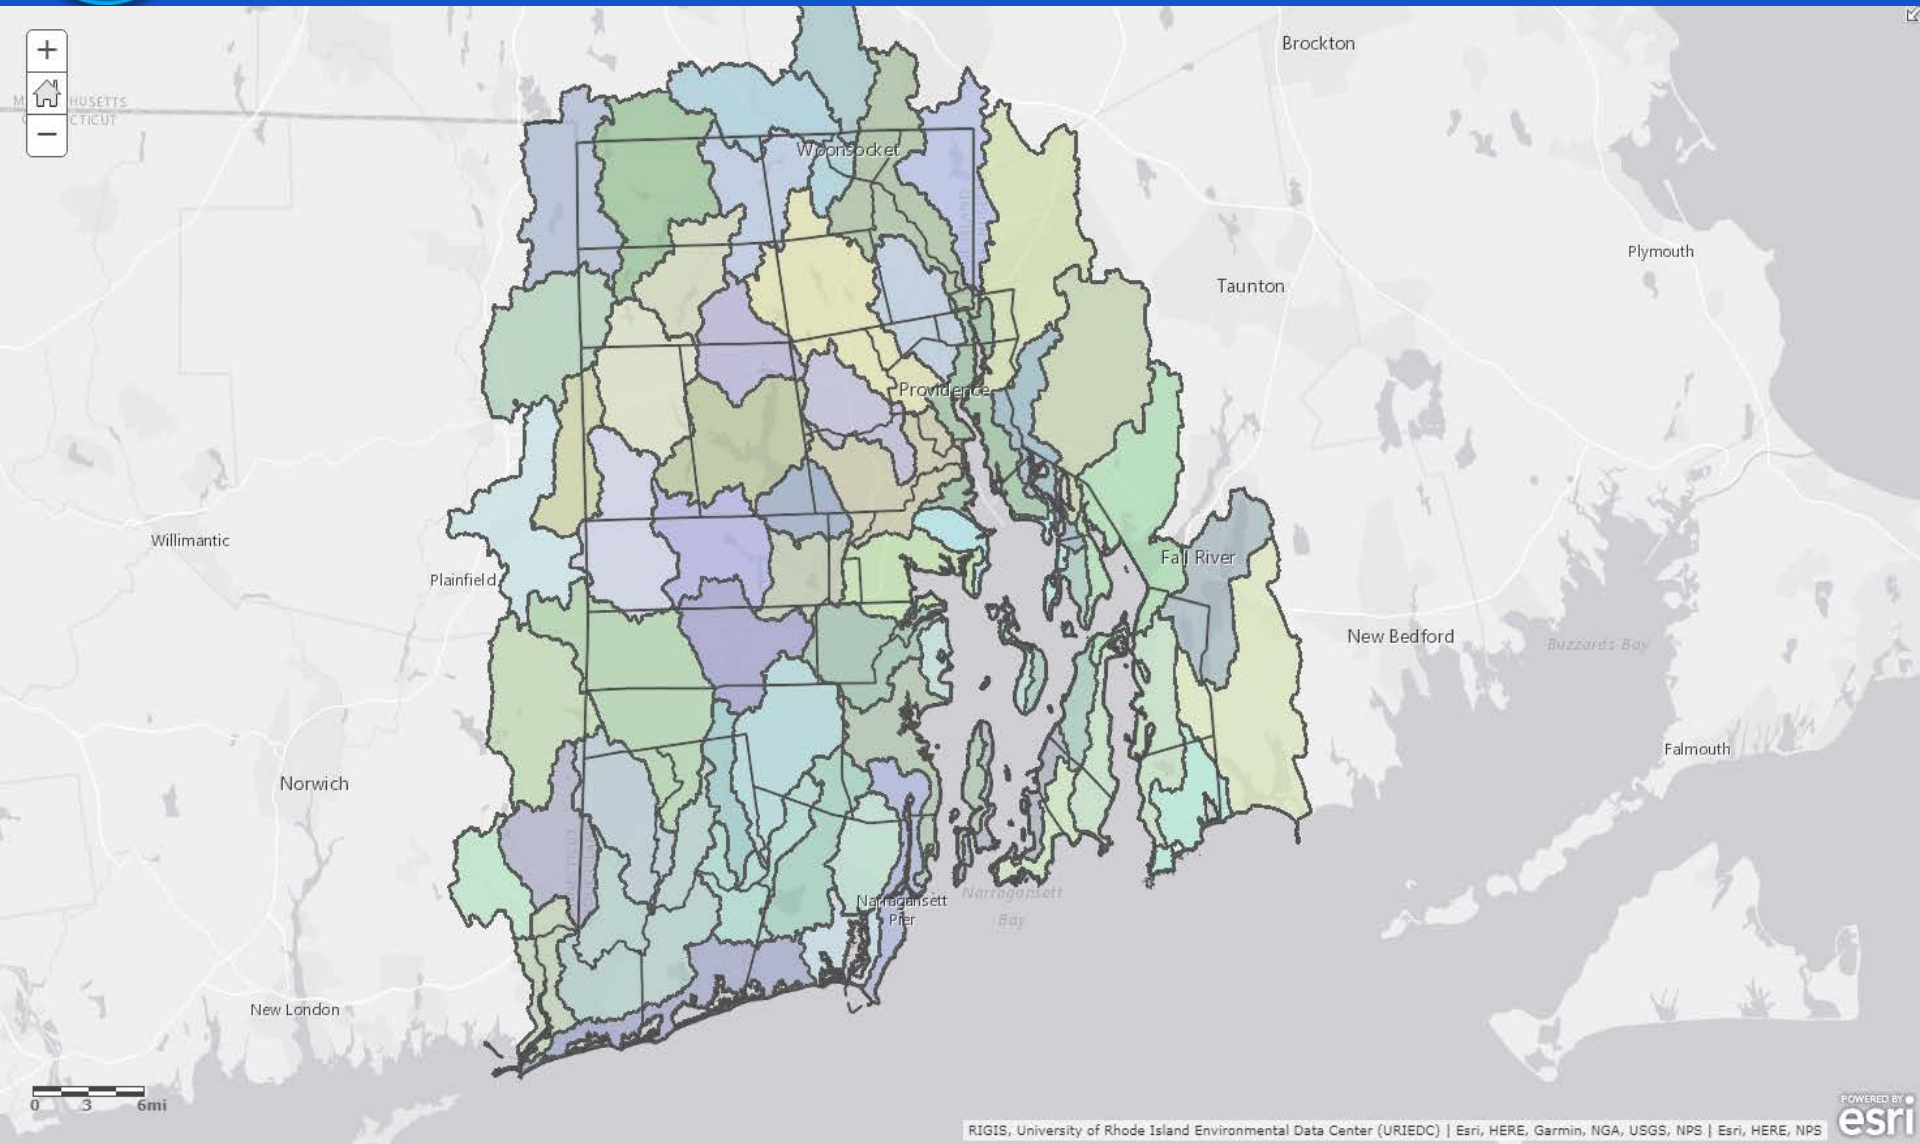 Brockton
+
HUSETTS
CTICUT
−
Woonsocket
Plymouth
Taunton
Providence
Willimantic
Fall River
Plainfield
New Bedford
Buzzards Bay
Falmouth
Norwich
Narragansett
Pier
Narragansett
Bay
New London
0 3 6mi
POWERED BY
esri
RIGIS, University of Rhode Island Environmental Data Center (URIEDC) | Esri, HERE, Garmin, NGA, USGS, NPS | Esri, HERE, NPS